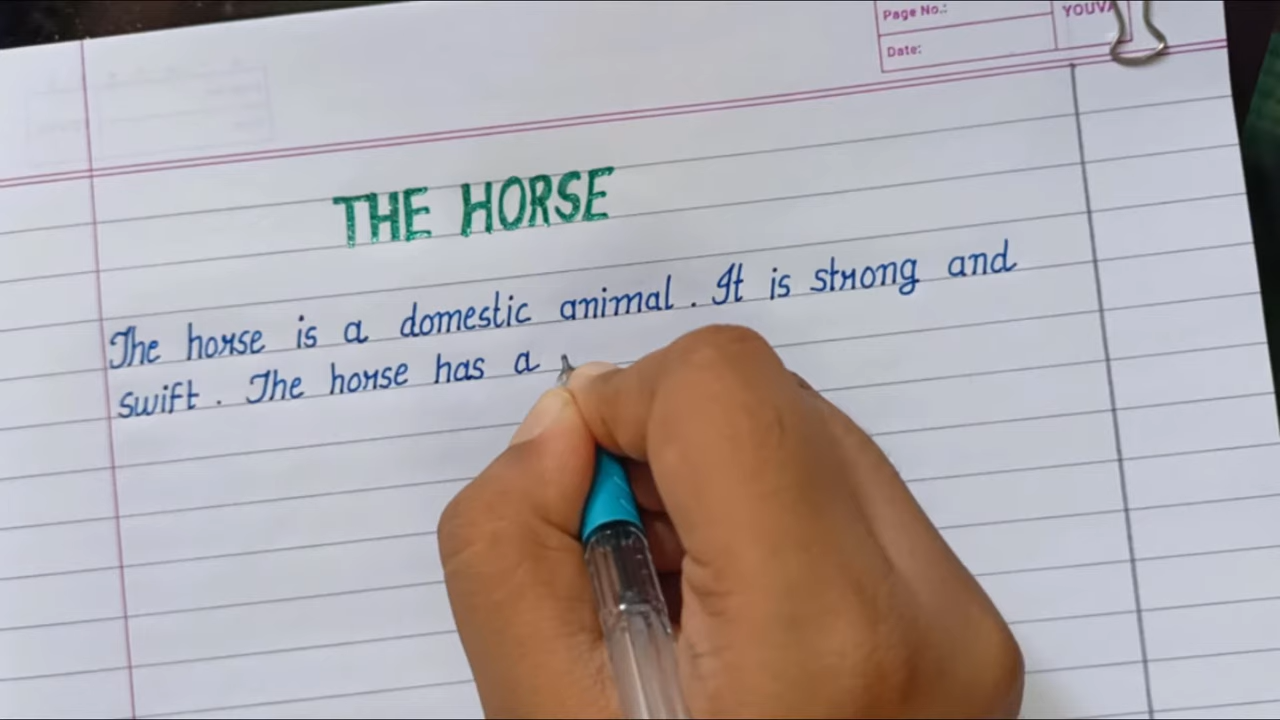 Page No.:
YOUVA
Date:
THE HORSE
The horse is a domestic animal. It is strong and
swift. The horse has a